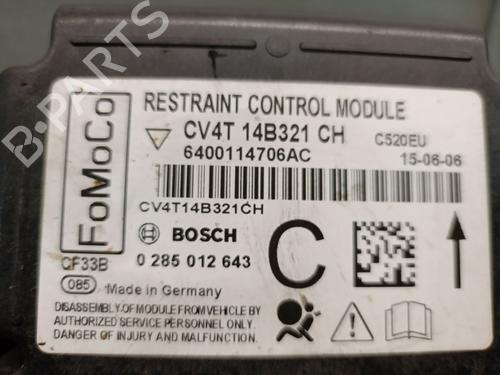 RESTRAINT CONTROL MODULE
FoMoCo
CV4T 14B321 CH
C520EU
6400114706AC
15-06-06
CV4T14B321CH
BOSCH
C
CF33B
0 285 012 643
085
Made in Germany
DISASSEMBLY OF MODULE FROM VEHICLE BY
AUTHORIZED SERVICE PERSONNEL ONLY.
DANGER OF INJURY AND MALFUNCTION.
B-PARTS